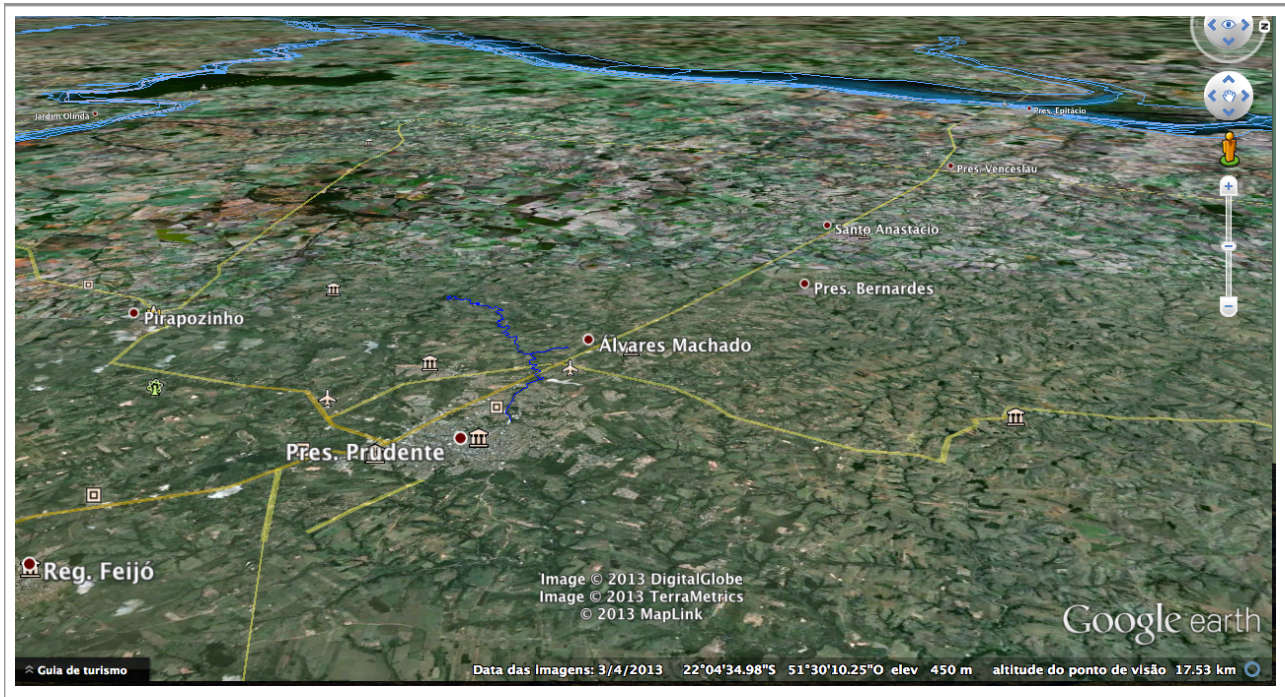 N
Jardim Olinda
Pres. Epitácio
Pres. Venceslau
Santo Anastácio
Pres. Bernardes
Pirapozinho
Álvares Machado
Pres. Prudente
Reg. Feijó
Image © 2013 DigitalGlobe
Image © 2013 TerraMetrics
© 2013 MapLink
Google earth
Guia de turismo
Data das imagens: 3/4/2013 22°04'34.98"S 51°30'10.25"O elev 450 m altitude do ponto de visão 17.53 km